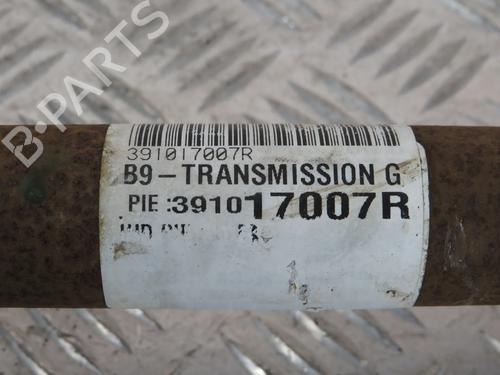 391017007R
B9-TRANSMISSION G
PIE :391017007R
B-PARTS